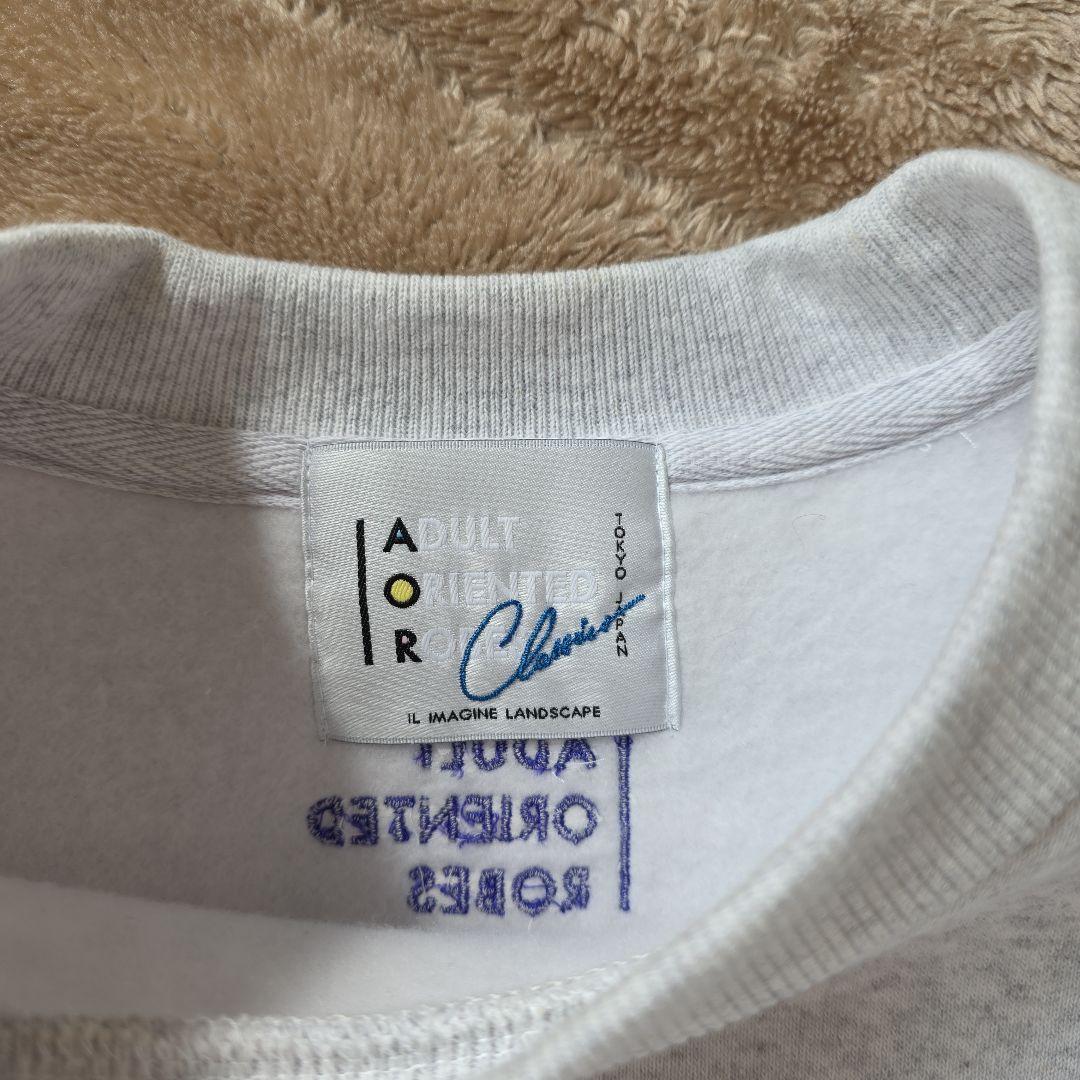 ADULT
ORIENTED
ROBES
Classics
TOKYO JAPAN
IL IMAGINE LANDSCAPE
ADULT
ORIENTED
ROBES